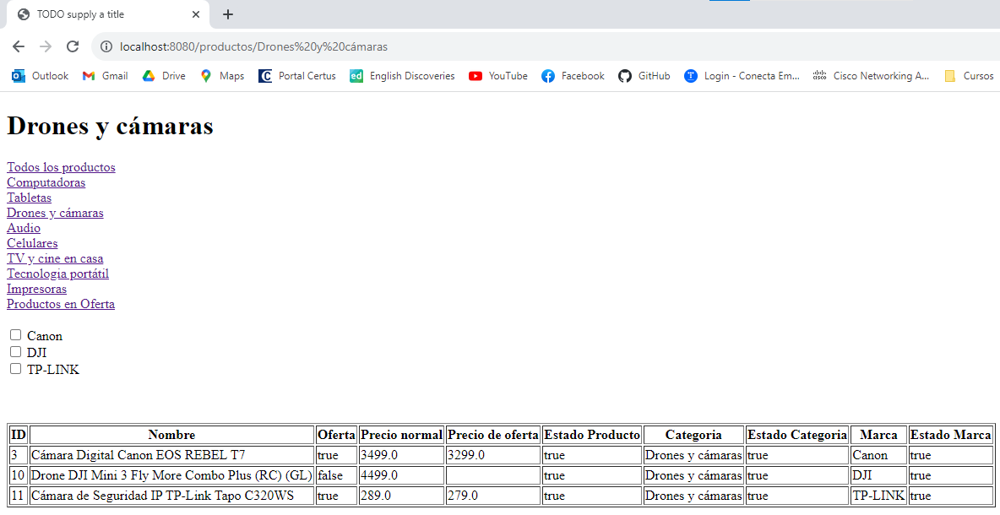 TODO supply a title
localhost:8080/productos/Drones%20y%20cámaras
Outlook Gmail Drive Maps Portal Certus English Discoveries YouTube Facebook GitHub Login - Conecta Em... Cisco Networking A... Cursos
Drones y cámaras
Todos los productos
Computadoras
Tabletas
Drones y cámaras
Audio
Celulares
TV y cine en casa
Tecnologia portátil
Impresoras
Productos en Oferta
Canon
DJI
TP-LINK
ID Nombre Oferta Precio normal Precio de oferta Estado Producto Categoria Estado Categoria Marca Estado Marca
3 Cámara Digital Canon EOS REBEL T7 true 3499.0 3299.0 true Drones y cámaras true Canon true
10 Drone DJI Mini 3 Fly More Combo Plus (RC) (GL) false 4499.0 true Drones y cámaras true DJI true
11 Cámara de Seguridad IP TP-Link Tapo C320WS true 289.0 279.0 true Drones y cámaras true TP-LINK true